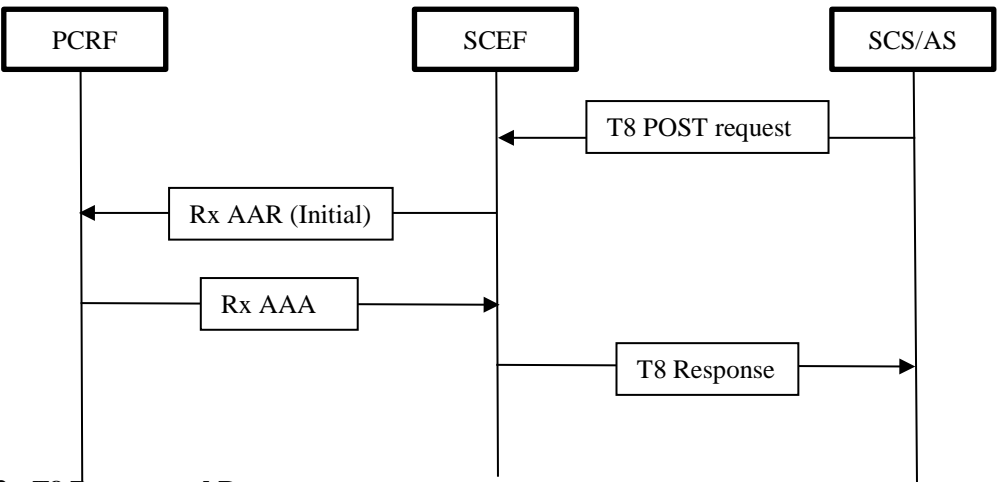 PCRF
SCEF
SCS/AS
T8 POST request
Rx AAR (Initial)
Rx AAA
T8 Response